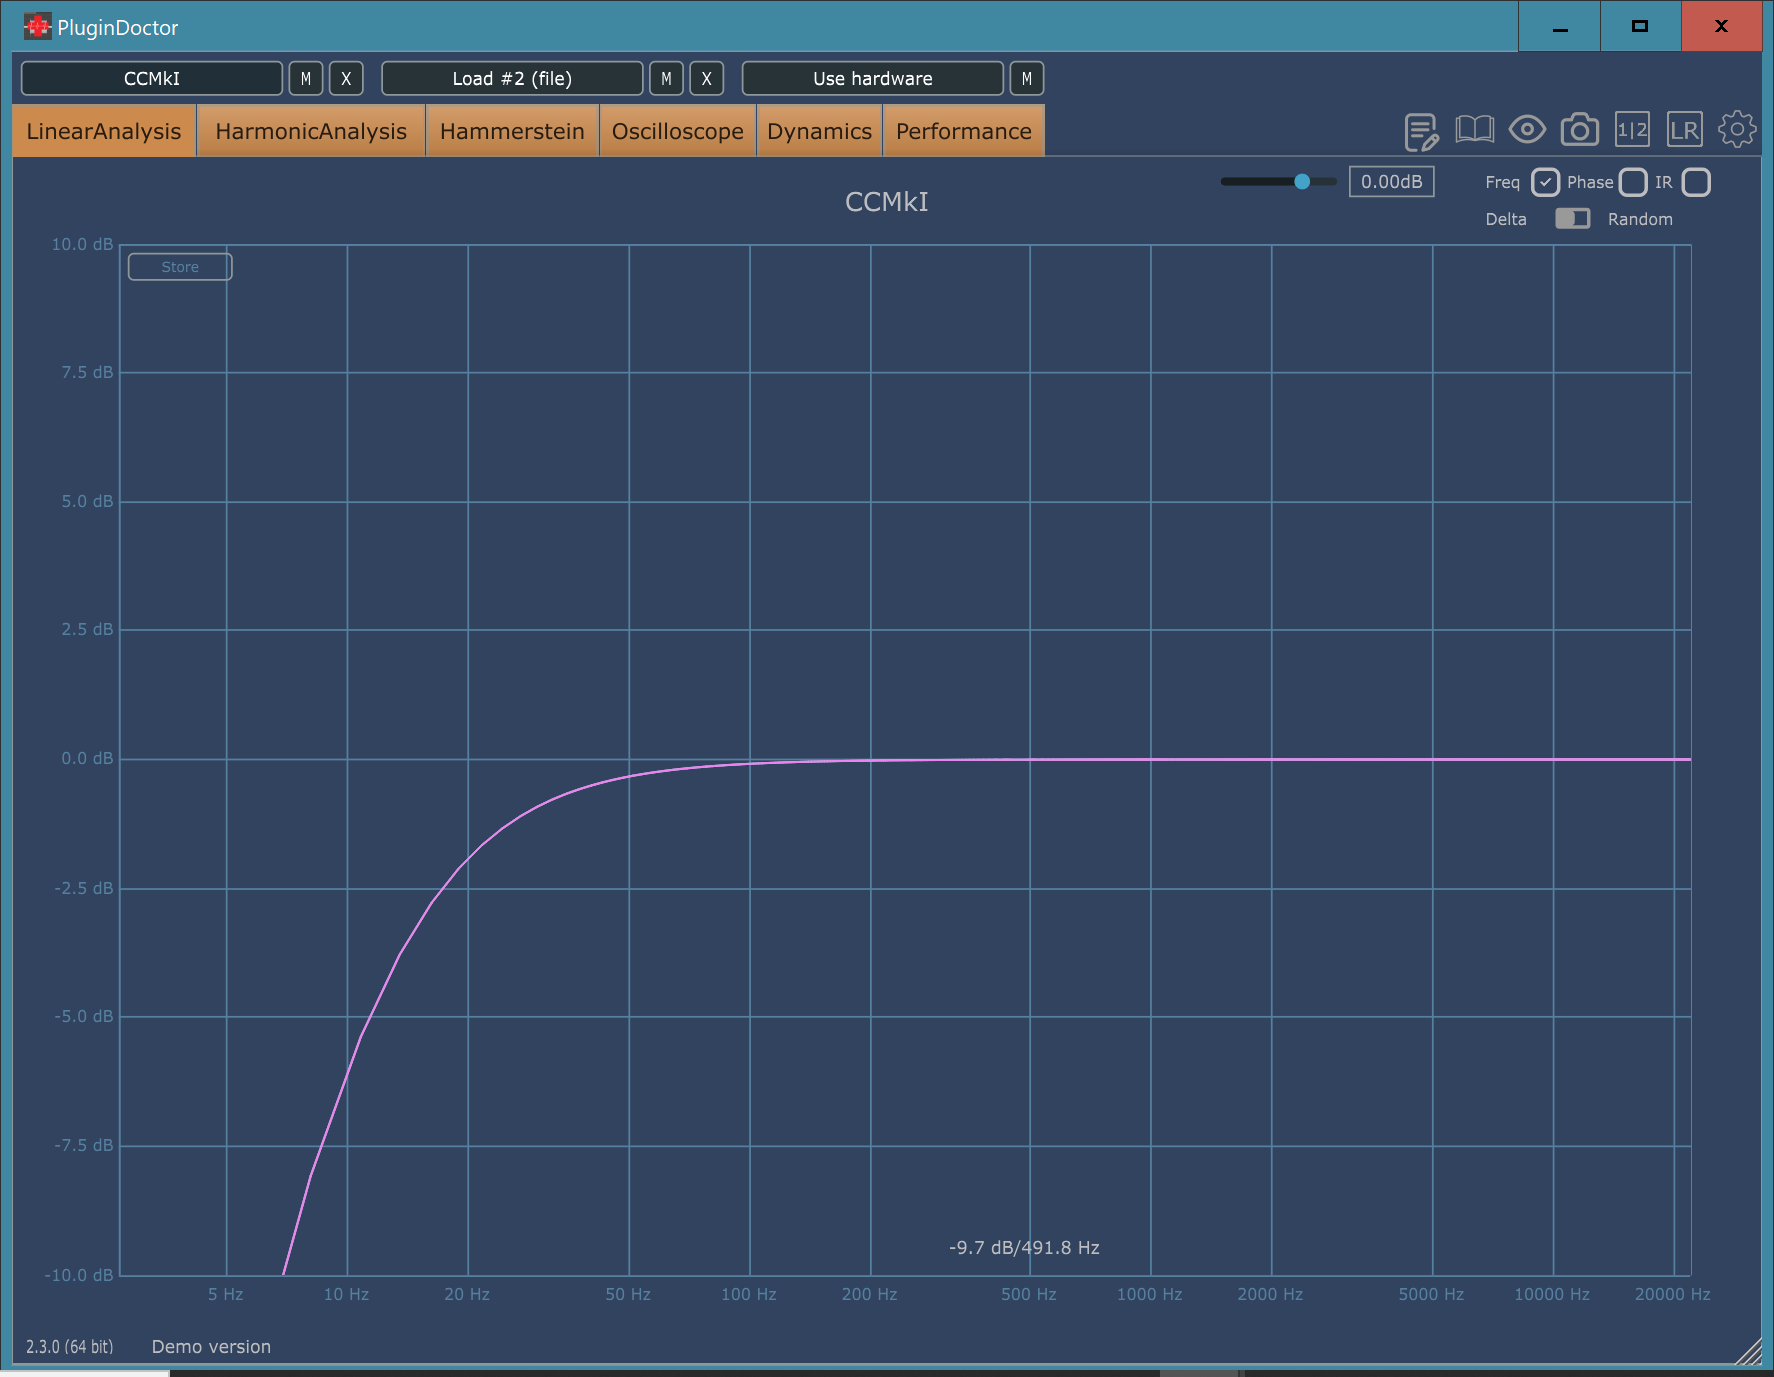 PluginDoctor
CCMkI M X Load #2 (file) M X Use hardware M
LinearAnalysis HarmonicAnalysis Hammerstein Oscilloscope Dynamics Performance 1|2 LR
0.00dB Freq Phase IR
CCMkI
Delta Random
10.0 dB
Store
7.5 dB
5.0 dB
2.5 dB
0.0 dB
-2.5 dB
-5.0 dB
-7.5 dB
-9.7 dB/491.8 Hz
-10.0 dB
5 Hz 10 Hz 20 Hz 50 Hz 100 Hz 200 Hz 500 Hz 1000 Hz 2000 Hz 5000 Hz 10000 Hz 20000 Hz
2.3.0 (64 bit) Demo version